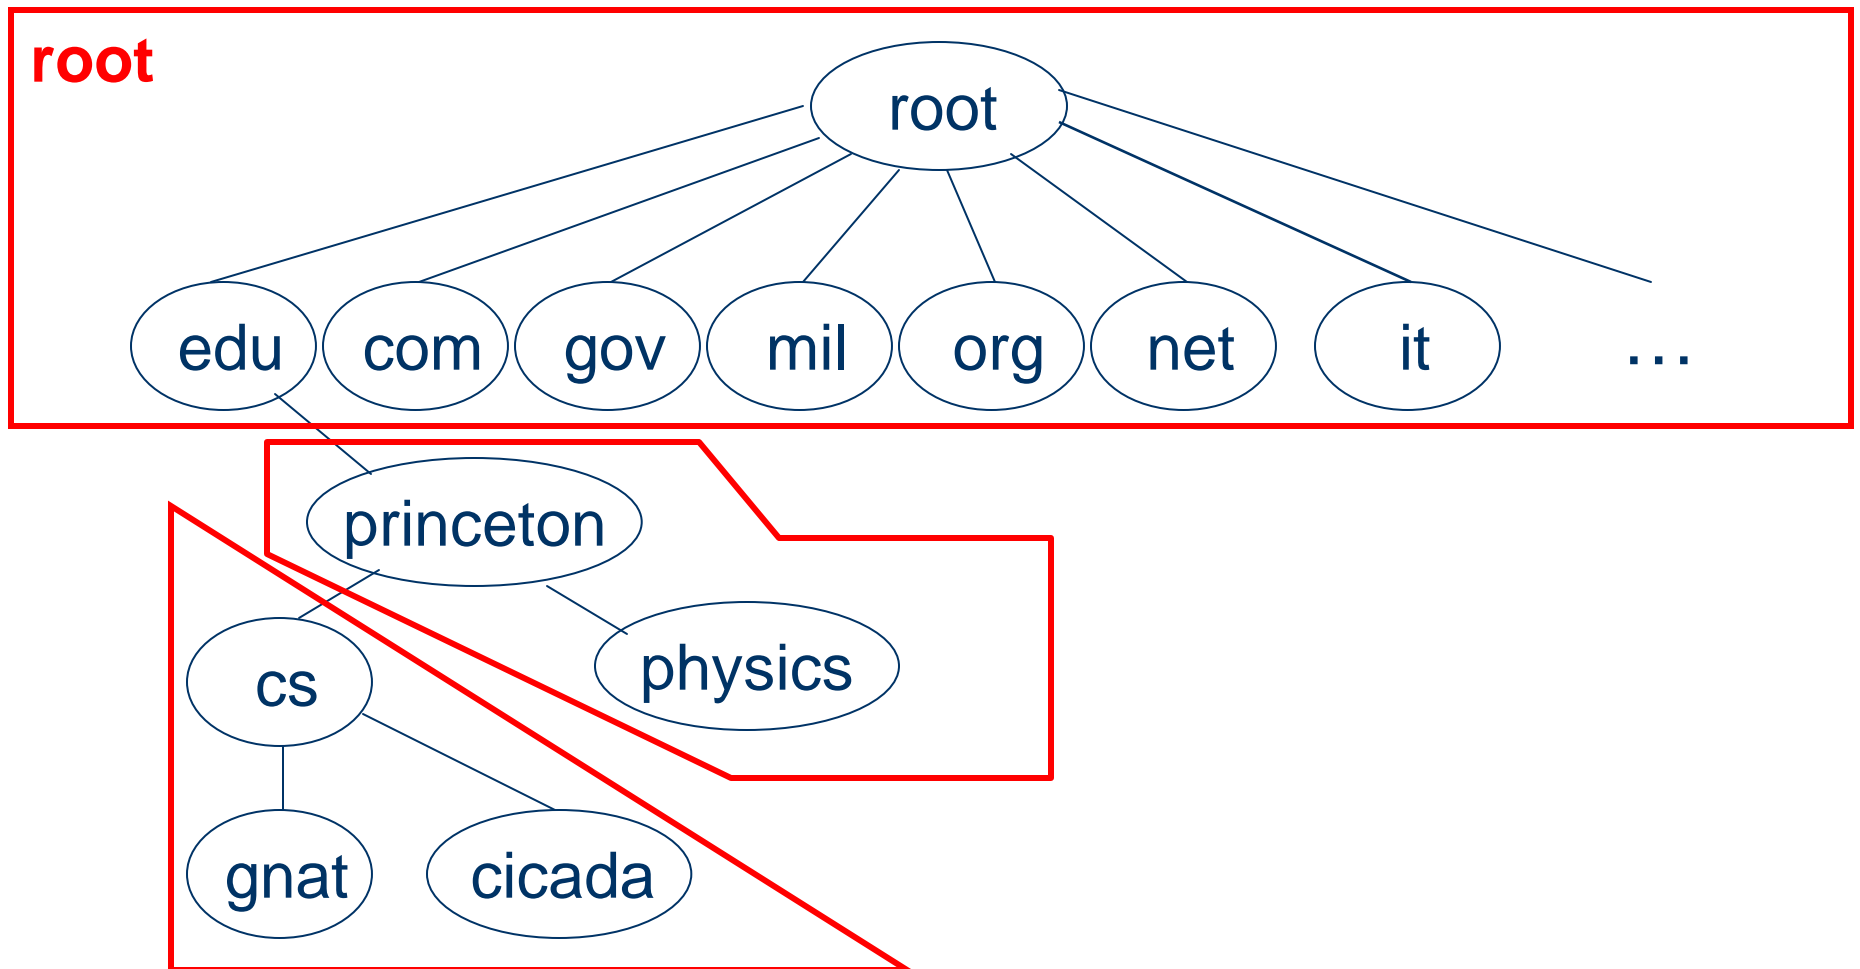 root
root
edu com gov mil org net it ...
princeton
physics
cs
gnat cicada